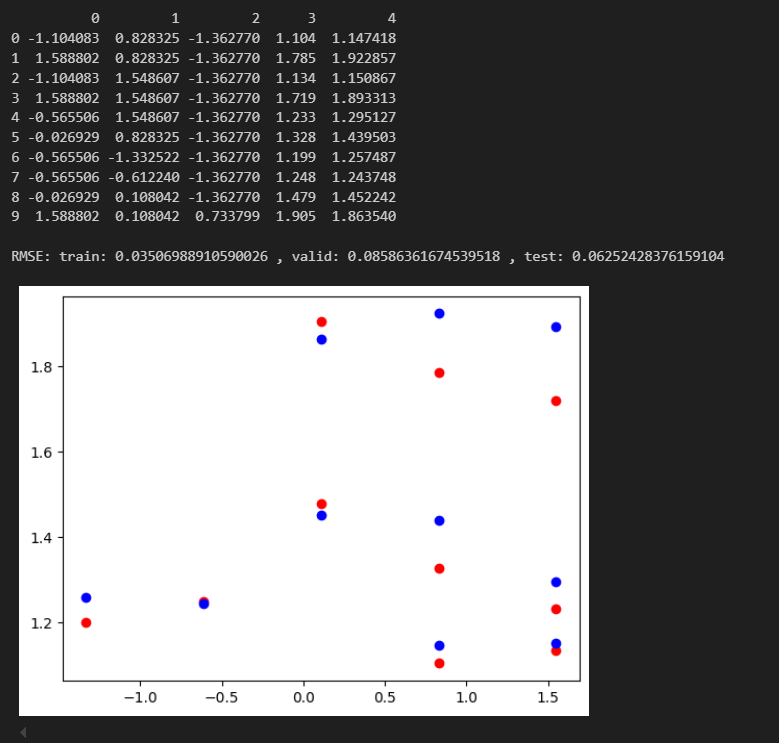 0 1 2 3 4
0 -1.104083 0.828325 -1.362770 1.104 1.147418
1 1.588802 0.828325 -1.362770 1.785 1.922857
2 -1.104083 1.548607 -1.362770 1.134 1.150867
3 1.588802 1.548607 -1.362770 1.719 1.893313
4 -0.565506 1.548607 -1.362770 1.233 1.295127
5 -0.026929 0.828325 -1.362770 1.328 1.439503
6 -0.565506 -1.332522 -1.362770 1.199 1.257487
7 -0.565506 -0.612240 -1.362770 1.248 1.243748
8 -0.026929 0.108042 -1.362770 1.479 1.452242
9 1.588802 0.108042 0.733799 1.905 1.863540
RMSE: train: 0.03506988910590026 , valid: 0.08586361674539518 , test: 0.06252428376159104
1.8
1.6
1.4
1.2
−1.0 −0.5 0.0 0.5 1.0 1.5